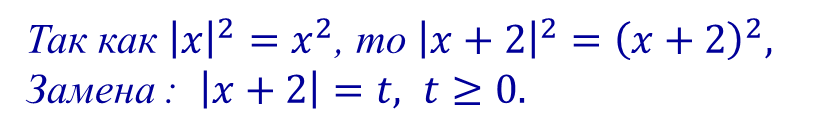 Так как |x|² = x², то |x + 2|² = (x + 2)²,
Замена : |x + 2| = t, t ≥ 0.